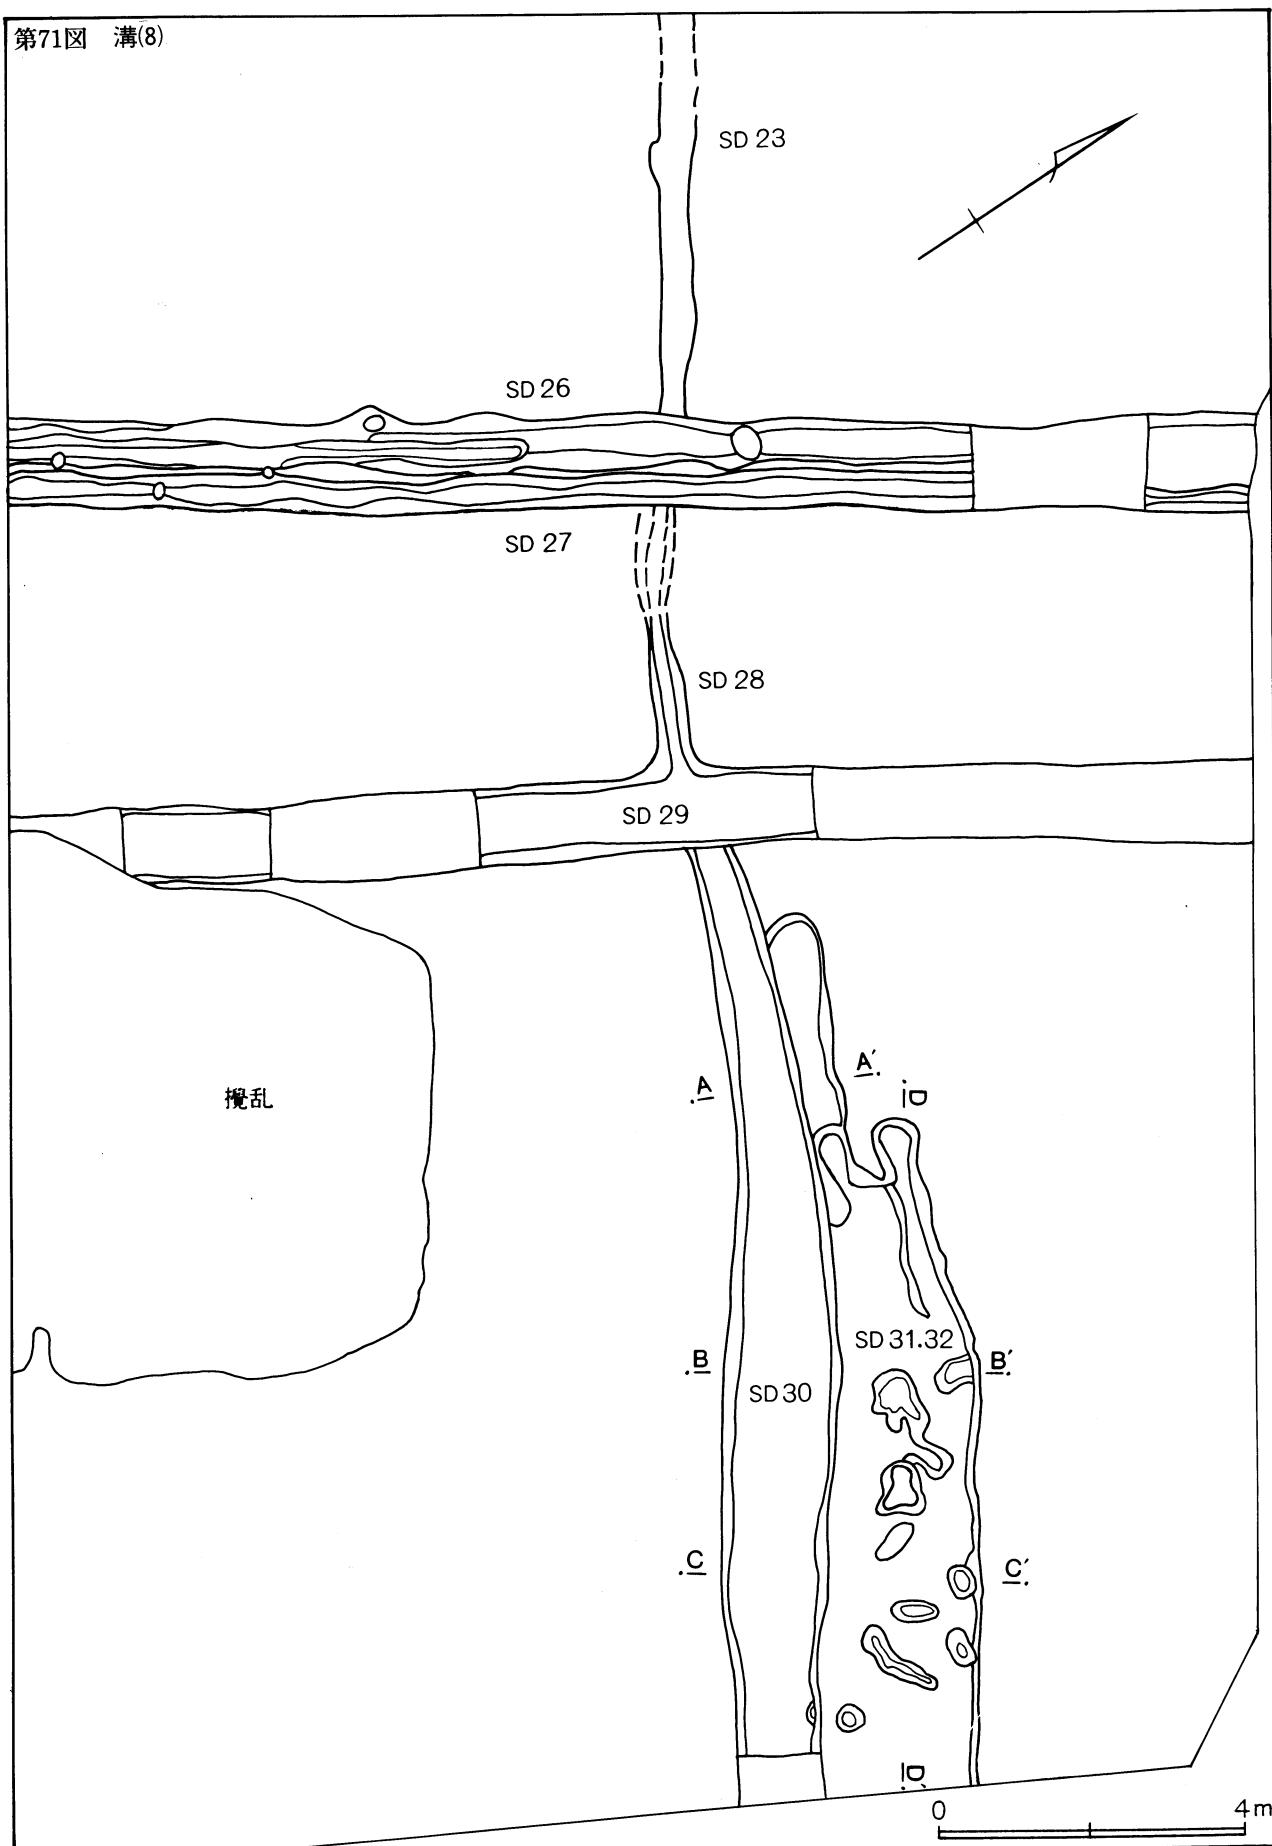 第71図 溝(8)
SD 23
SD 26
SD 27
SD 28
SD 29
A
A′
D
攪乱
SD 31.32
B
B′
SD 30
C
C′
D′
0 4m